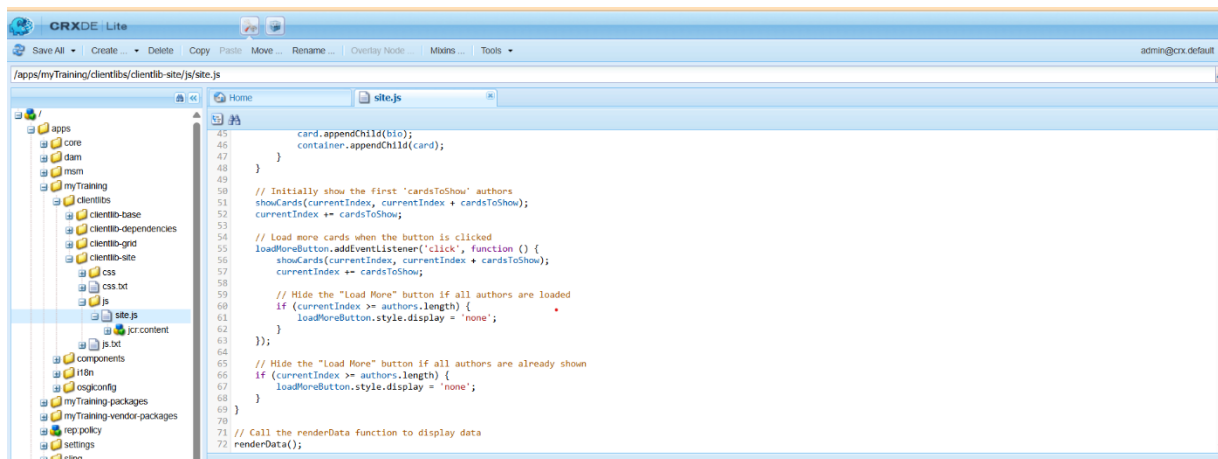 CRXDE | Lite
Save All Create ... Delete Copy Paste Move ... Rename ... Overlay Node ... Mixins ... Tools admin@crx.default
/apps/myTraining/clientlibs/clientlib-site/js/site.js
Home site.js
/
apps
core
dam
msm
myTraining
clientlibs
clientlib-base
clientlib-dependencies
clientlib-grid
clientlib-site
css
css.txt
js
site.js
jcr:content
js.txt
components
i18n
osgiconfig
myTraining-packages
myTraining-vendor-packages
rep:policy
settings
sling
45 card.appendChild(bio);
46 container.appendChild(card);
47 }
48 }
49
50 // Initially show the first 'cardsToShow' authors
51 showCards(currentIndex, currentIndex + cardsToShow);
52 currentIndex += cardsToShow;
53
54 // Load more cards when the button is clicked
55 loadMoreButton.addEventListener('click', function () {
56 showCards(currentIndex, currentIndex + cardsToShow);
57 currentIndex += cardsToShow;
58
59 // Hide the "Load More" button if all authors are loaded
60 if (currentIndex >= authors.length) {
61 loadMoreButton.style.display = 'none';
62 }
63 });
64
65 // Hide the "Load More" button if all authors are already shown
66 if (currentIndex >= authors.length) {
67 loadMoreButton.style.display = 'none';
68 }
69 }
70
71 // Call the renderData function to display data
72 renderData();